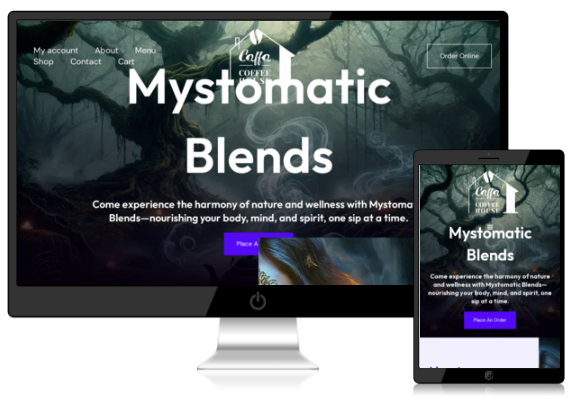 My account About Menu
Shop Contact Cart
Caffa
COFFEE
HOUSE
Order Online
Mystomatic
Blends
Come experience the harmony of nature and wellness with Mystoma
Blends—nourishing your body, mind, and spirit, one sip at a time.
Place A
Caffa
COFFEE
HOUSE
Mystomatic
Blends
Come experience the harmony of nature
and wellness with Mystomatic Blends—
nourishing your body, mind, and spirit, one
sip at a time.
Place An Order